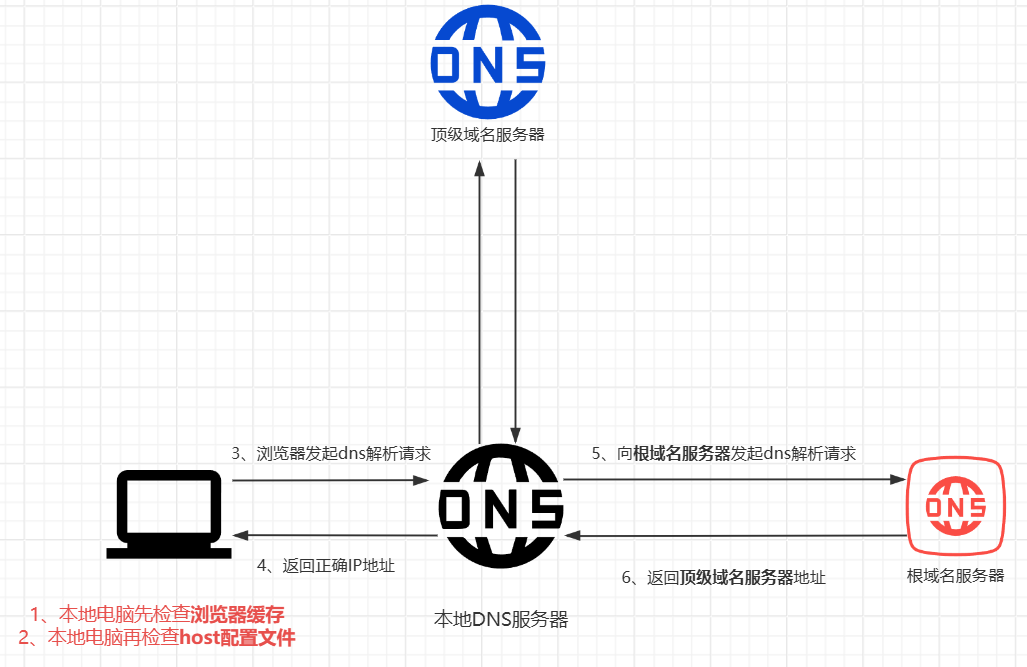 DNS
顶级域名服务器
3、浏览器发起dns解析请求
5、向根域名服务器发起dns解析请求
DNS
DNS
4、返回正确IP地址
6、返回顶级域名服务器地址
根域名服务器
1、本地电脑先检查浏览器缓存
本地DNS服务器
2、本地电脑再检查host配置文件